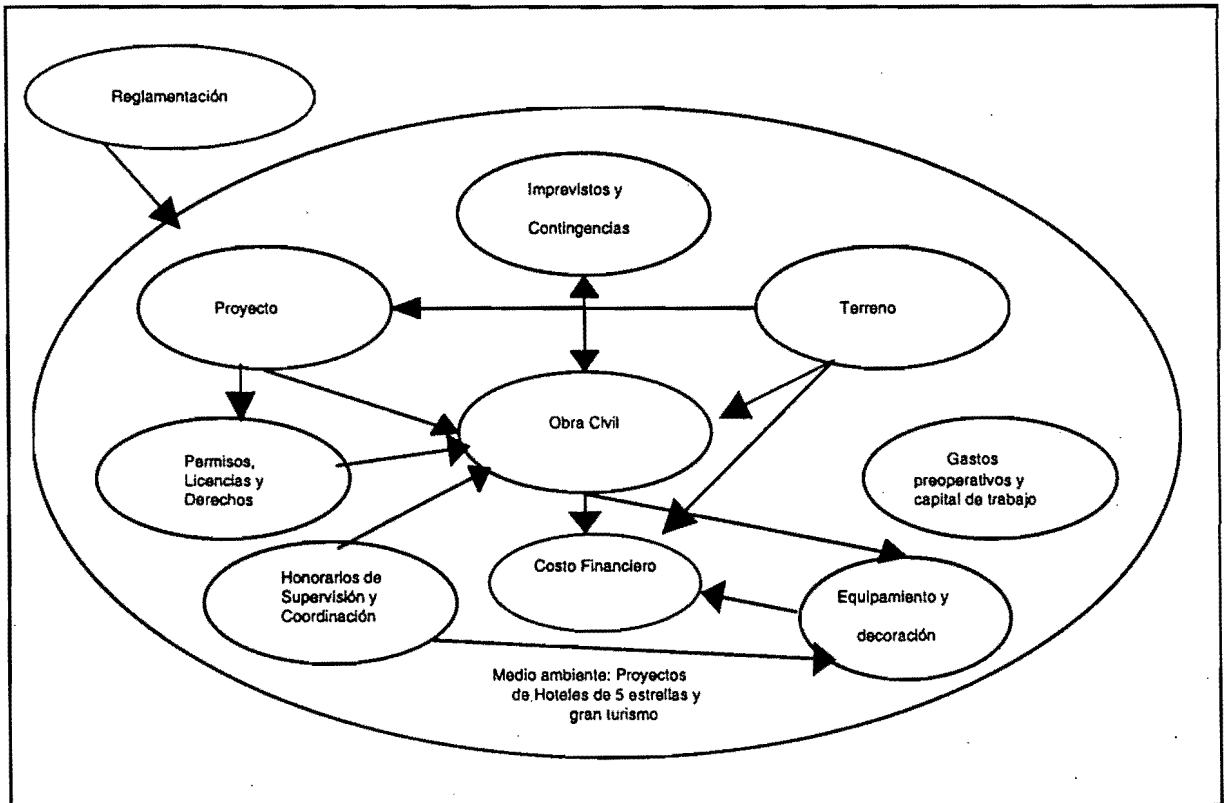 Reglamentación
Imprevistos y
Contingencias
Proyecto
Terreno
Obra Civil
Permisos,
Licencias y
Derechos
Gastos
preoperativos y
capital de trabajo
Honorarios de
Supervisión y
Coordinación
Costo Financiero
Equipamiento y
decoración
Medio ambiente: Proyectos
de Hoteles de 5 estrellas y
gran turismo